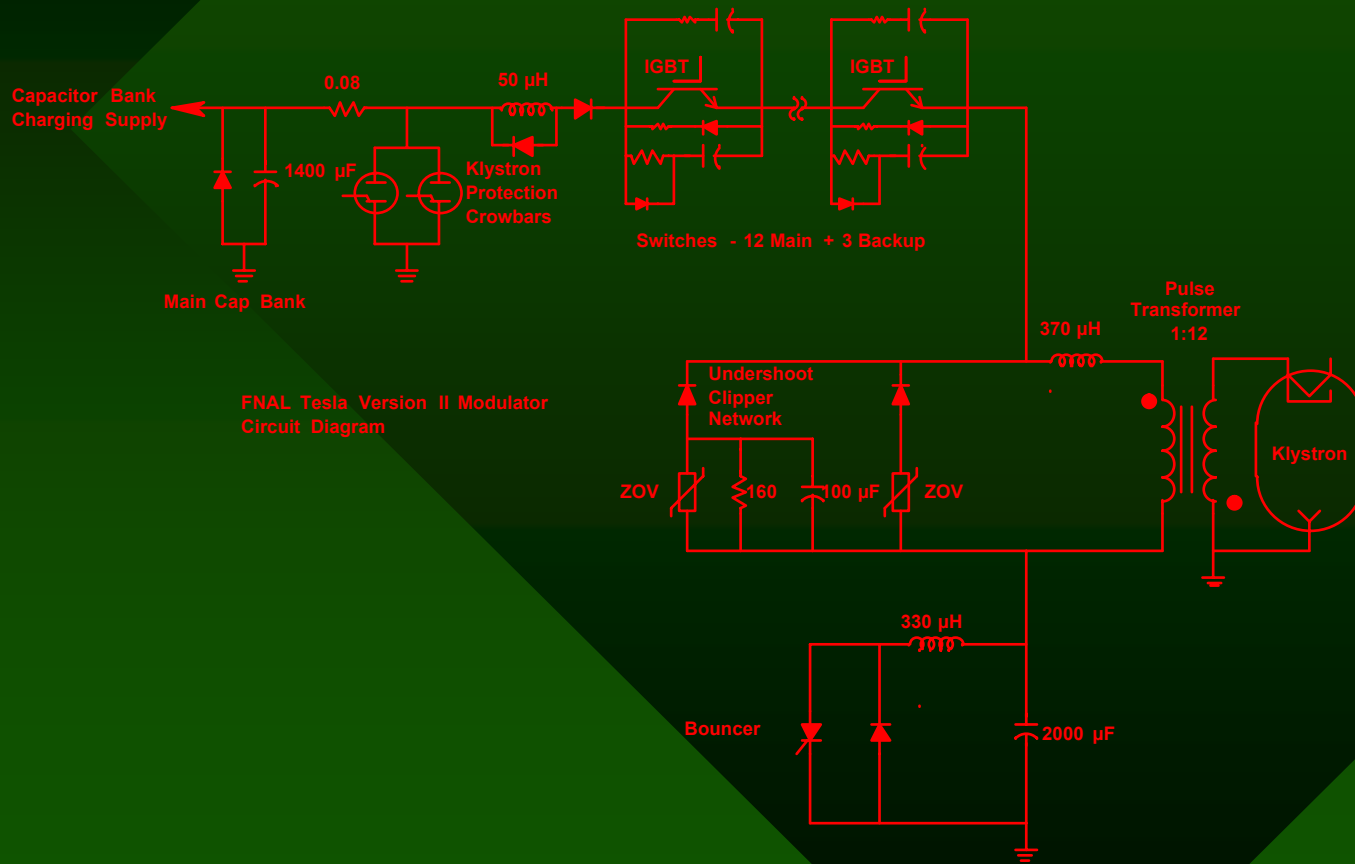 Capacitor Bank
Charging Supply
0.08
50 µH
IGBT
IGBT
1400 µF
Klystron
Protection
Crowbars
Switches - 12 Main + 3 Backup
Main Cap Bank
Pulse
Transformer
1:12
370 µH
Undershoot
Clipper
Network
FNAL Tesla Version II Modulator
Circuit Diagram
Klystron
ZOV
160
100 µF
ZOV
330 µH
Bouncer
2000 µF